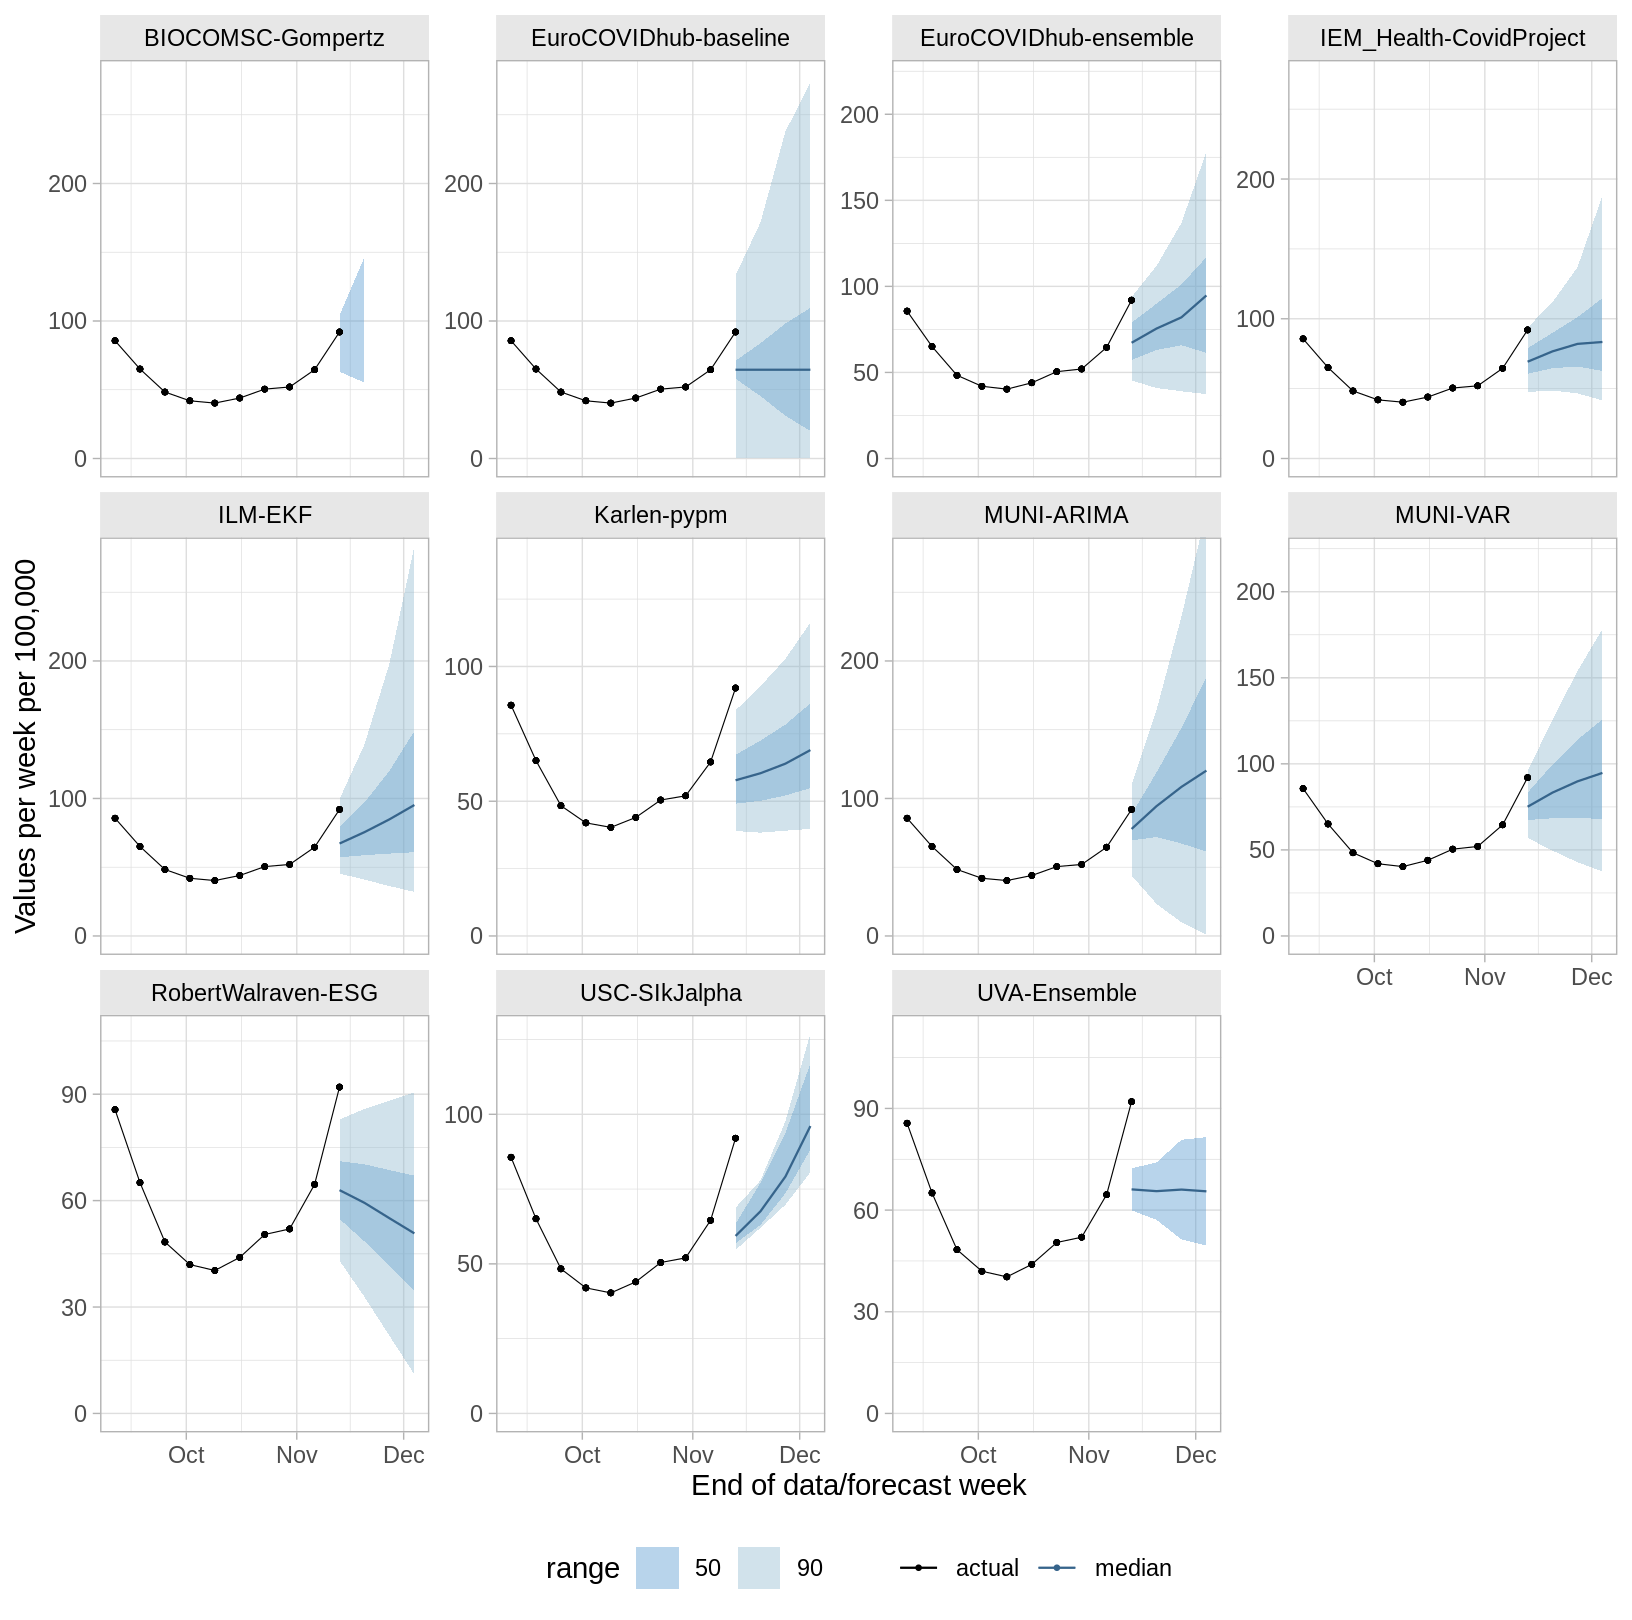 BIOCOMSC-Gompertz
EuroCOVIDhub-baseline
EuroCOVIDhub-ensemble
IEM_Health-CovidProject
200
100
0
200
100
0
200
150
100
50
0
200
100
0
ILM-EKF
Karlen-pypm
MUNI-ARIMA
MUNI-VAR
200
100
0
100
50
0
200
100
0
200
150
100
50
0
Oct Nov Dec
RobertWalraven-ESG
USC-SIkJalpha
UVA-Ensemble
90
60
30
0
100
50
0
90
60
30
0
Oct Nov Dec
Oct Nov Dec
Oct Nov Dec
Values per week per 100,000
End of data/forecast week
range 50 90 actual median